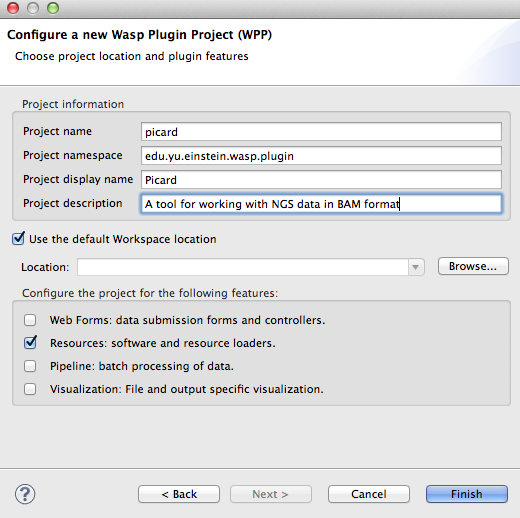 Configure a new Wasp Plugin Project (WPP)
Choose project location and plugin features
Project information
Project name picard
Project namespace edu.yu.einstein.wasp.plugin
Project display name Picard
Project description A tool for working with NGS data in BAM format
Use the default Workspace location
Location: Browse...
Configure the project for the following features:
Web Forms: data submission forms and controllers.
Resources: software and resource loaders.
Pipeline: batch processing of data.
Visualization: File and output specific visualization.
? < Back Next > Cancel Finish